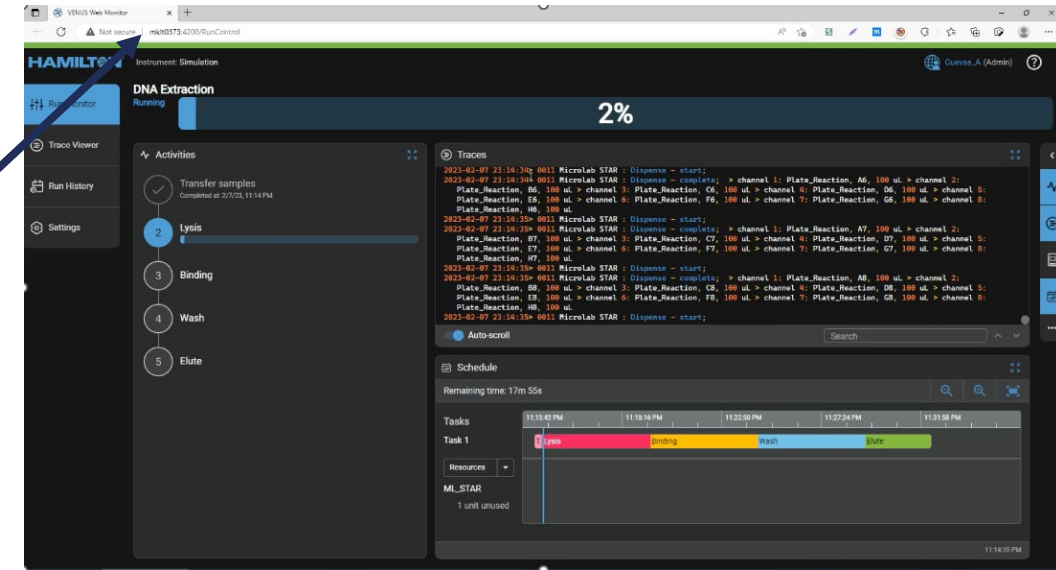 VENUS Web Monitor
Not secure | mklt0373:4200/RunControl
HAMILTON
Instrument: Simulation
Cuevas_A (Admin)
DNA Extraction
Running
2%
Run Monitor
Trace Viewer
Run History
Settings
Activities
Transfer samples
Completed at: 2/7/23, 11:14 PM
2 Lysis
3 Binding
4 Wash
5 Elute
Traces
2023-02-07 23:14:34> 0011 Microlab STAR : Dispense - start;
2023-02-07 23:14:34> 0011 Microlab STAR : Dispense - complete; > channel 1: Plate_Reaction, A6, 100 uL > channel 2:
Plate_Reaction, B6, 100 uL > channel 3: Plate_Reaction, C6, 100 uL > channel 4: Plate_Reaction, D6, 100 uL > channel 5:
Plate_Reaction, E6, 100 uL > channel 6: Plate_Reaction, F6, 100 uL > channel 7: Plate_Reaction, G6, 100 uL > channel 8:
Plate_Reaction, H6, 100 uL
2023-02-07 23:14:35> 0011 Microlab STAR : Dispense - start;
2023-02-07 23:14:35> 0011 Microlab STAR : Dispense - complete; > channel 1: Plate_Reaction, A7, 100 uL > channel 2:
Plate_Reaction, B7, 100 uL > channel 3: Plate_Reaction, C7, 100 uL > channel 4: Plate_Reaction, D7, 100 uL > channel 5:
Plate_Reaction, E7, 100 uL > channel 6: Plate_Reaction, F7, 100 uL > channel 7: Plate_Reaction, G7, 100 uL > channel 8:
Plate_Reaction, H7, 100 uL
2023-02-07 23:14:35> 0011 Microlab STAR : Dispense - start;
2023-02-07 23:14:35> 0011 Microlab STAR : Dispense - complete; > channel 1: Plate_Reaction, A8, 100 uL > channel 2:
Plate_Reaction, B8, 100 uL > channel 3: Plate_Reaction, C8, 100 uL > channel 4: Plate_Reaction, D8, 100 uL > channel 5:
Plate_Reaction, E8, 100 uL > channel 6: Plate_Reaction, F8, 100 uL > channel 7: Plate_Reaction, G8, 100 uL > channel 8:
Plate_Reaction, H8, 100 uL
2023-02-07 23:14:35> 0011 Microlab STAR : Dispense - start;
Auto-scroll
Search
Schedule
Remaining time: 17m 55s
Tasks
11:13:42 PM 11:18:16 PM 11:22:50 PM 11:27:24 PM 11:31:58 PM
Task 1
T Lysis Binding Wash Elute
Resources
ML_STAR
1 unit unused
11:14:35 PM